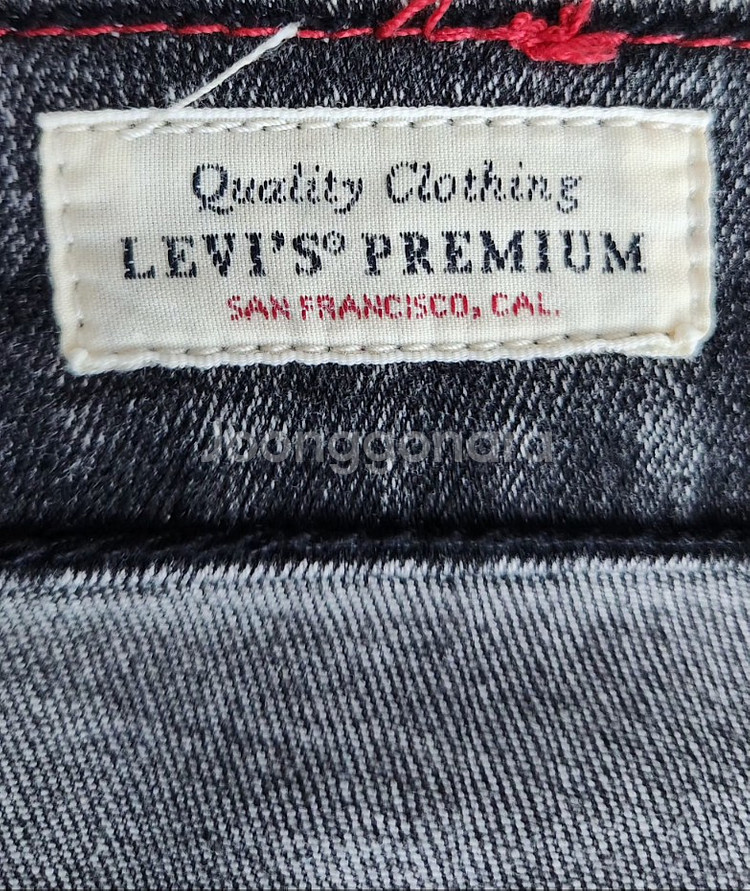 Quality Clothing
LEVI'S® PREMIUM
SAN FRANCISCO, CAL.
Joonggonara